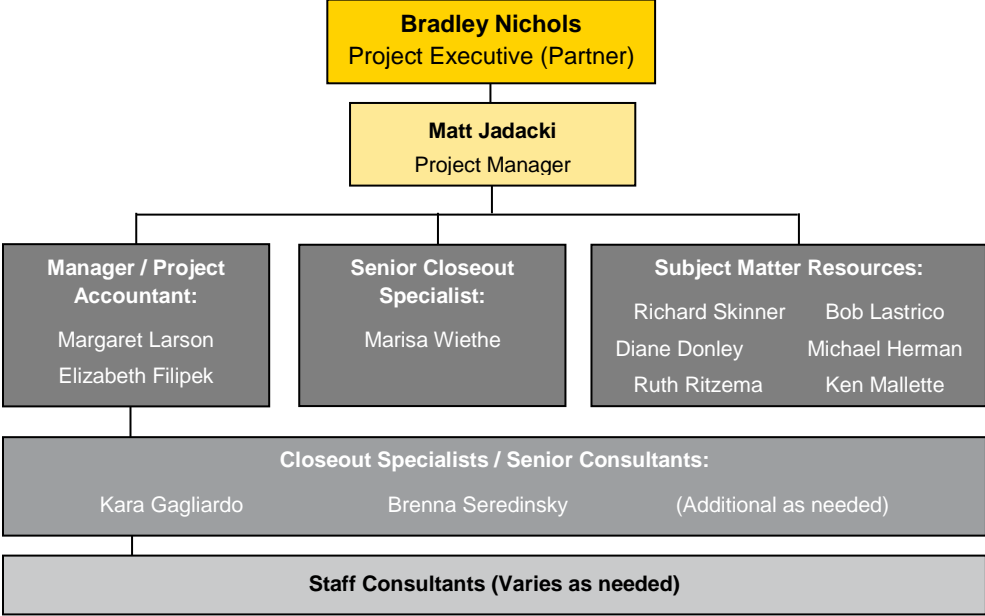 Bradley Nichols
Project Executive (Partner)
Matt Jadacki
Project Manager
Manager / Project
Accountant:
Margaret Larson
Elizabeth Filipek
Senior Closeout
Specialist:
Marisa Wiethe
Subject Matter Resources:
Richard Skinner Bob Lastrico
Diane Donley Michael Herman
Ruth Ritzema Ken Mallette
Closeout Specialists / Senior Consultants:
Kara Gagliardo Brenna Seredinsky (Additional as needed)
Staff Consultants (Varies as needed)